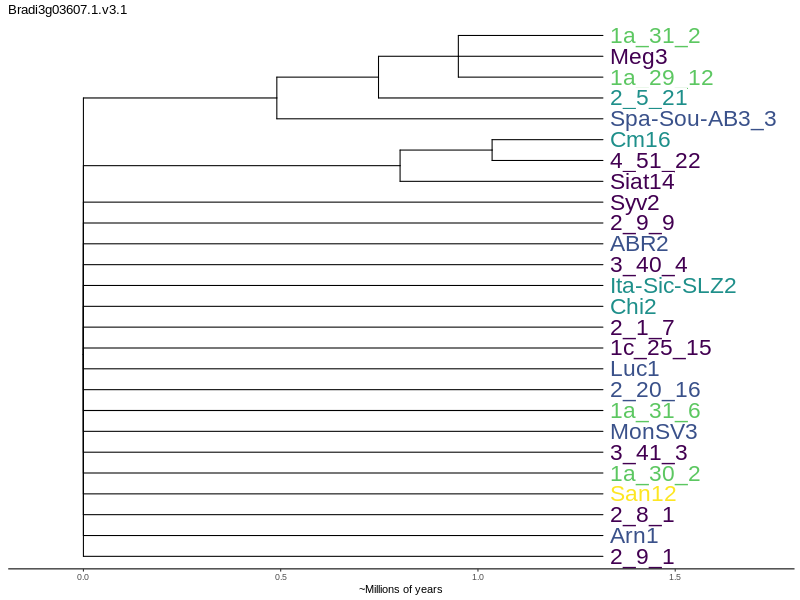 Bradi3g03607.1.v3.1
1a_31_2
Meg3
1a_29_12
2_5_21
Spa-Sou-AB3_3
Cm16
4_51_22
Siat14
Syv2
2_9_9
ABR2
3_40_4
Ita-Sic-SLZ2
Chi2
2_1_7
1c_25_15
Luc1
2_20_16
1a_31_6
MonSV3
3_41_3
1a_30_2
San12
2_8_1
Arn1
2_9_1
0.0 0.5 1.0 1.5
~Millions of years